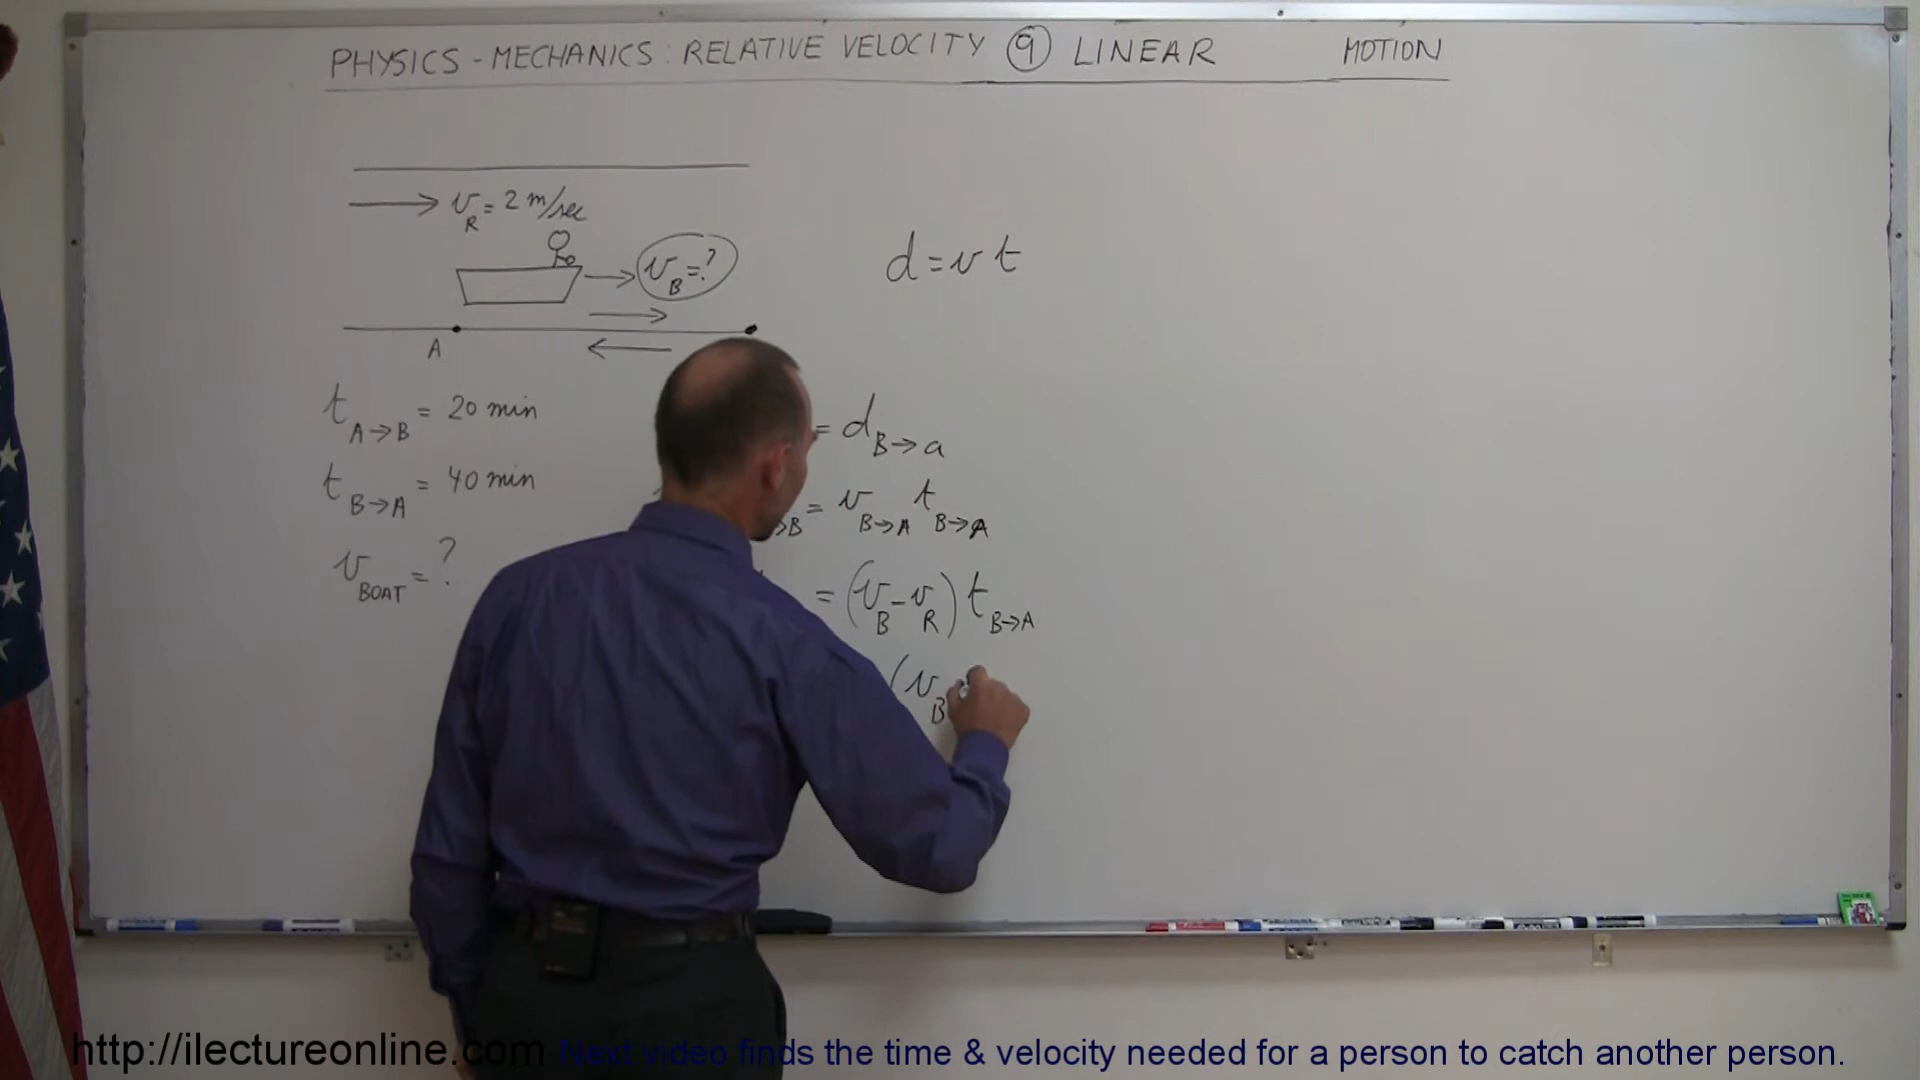 PHYSICS - MECHANICS: RELATIVE VELOCITY 9 LINEAR MOTION
v_R = 2 m/sec
v_B = ?
d = v t
A
t_A→B = 20 min
= d_B→a
t_B→A = 40 min
→B = v_B→A t_B→A
v_BOAT = ?
= (v_B - v_R) t_B→A
(v_B
http://ilectureonline.com Next video finds the time & velocity needed for a person to catch another person.